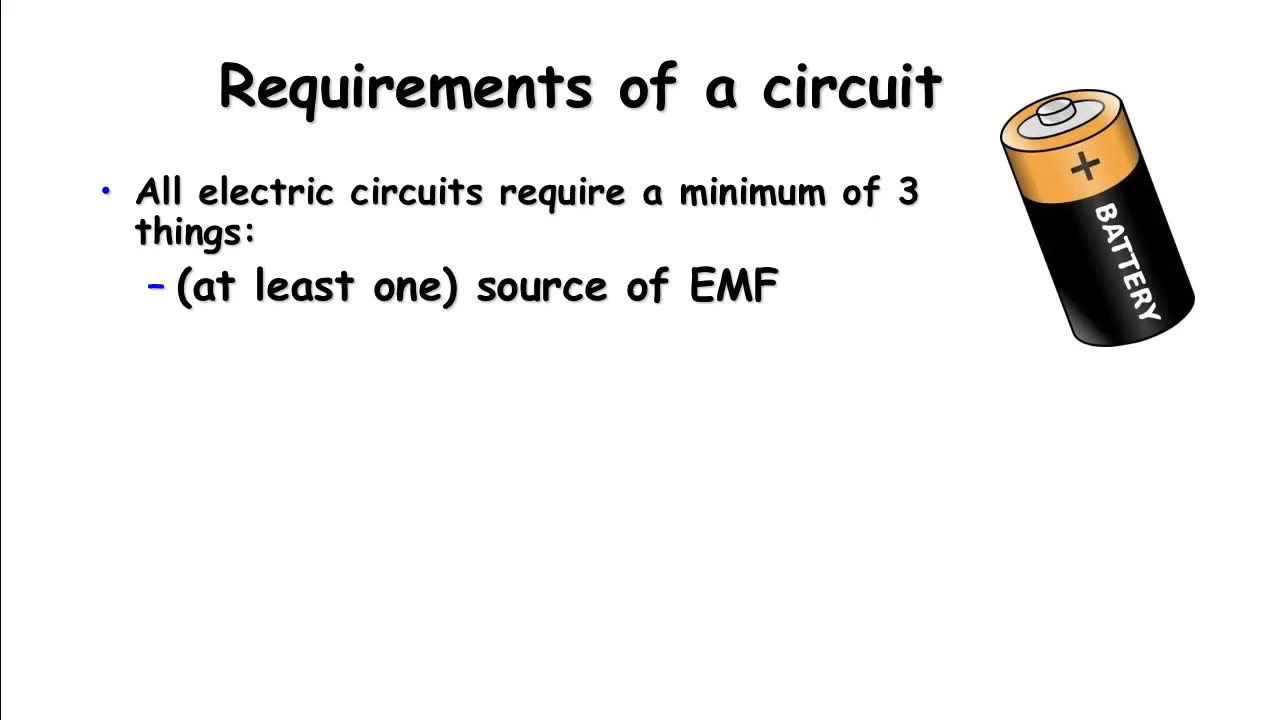 Requirements of a circuit
• All electric circuits require a minimum of 3
things:
– (at least one) source of EMF
+
BATTERY